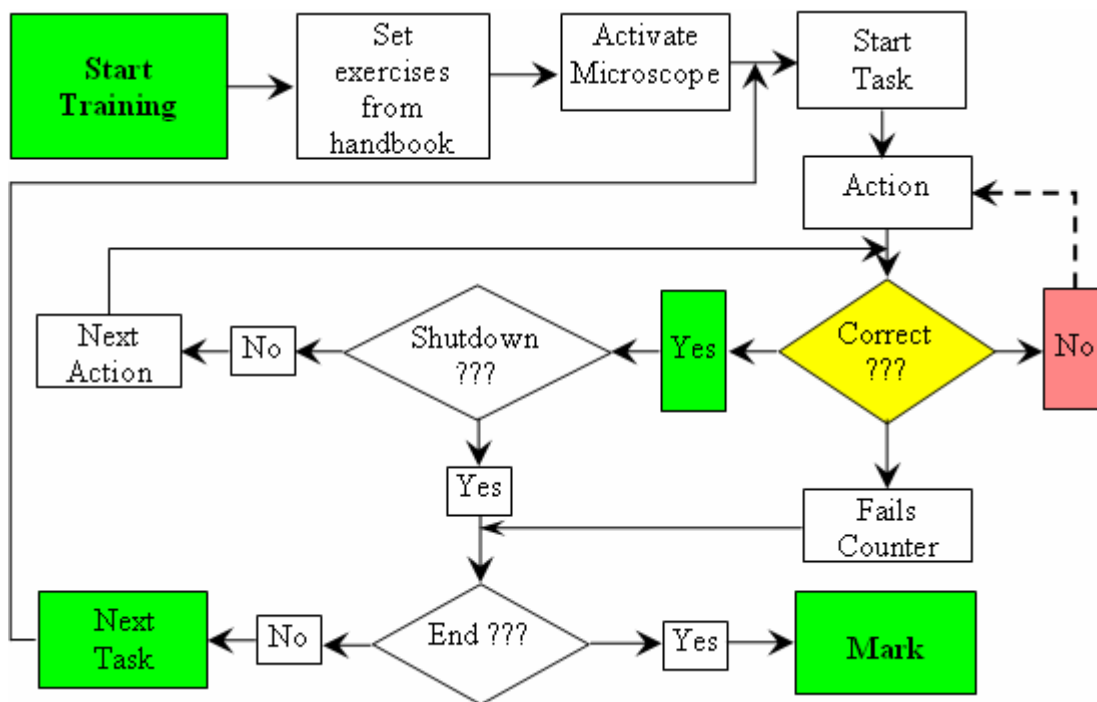 Start
Training
Set
exercises
from
handbook
Activate
Microscope
Start
Task
Action
Next
Action
No
Shutdown
???
Yes
Correct
???
No
Yes
Fails
Counter
Next
Task
No
End ???
Yes
Mark